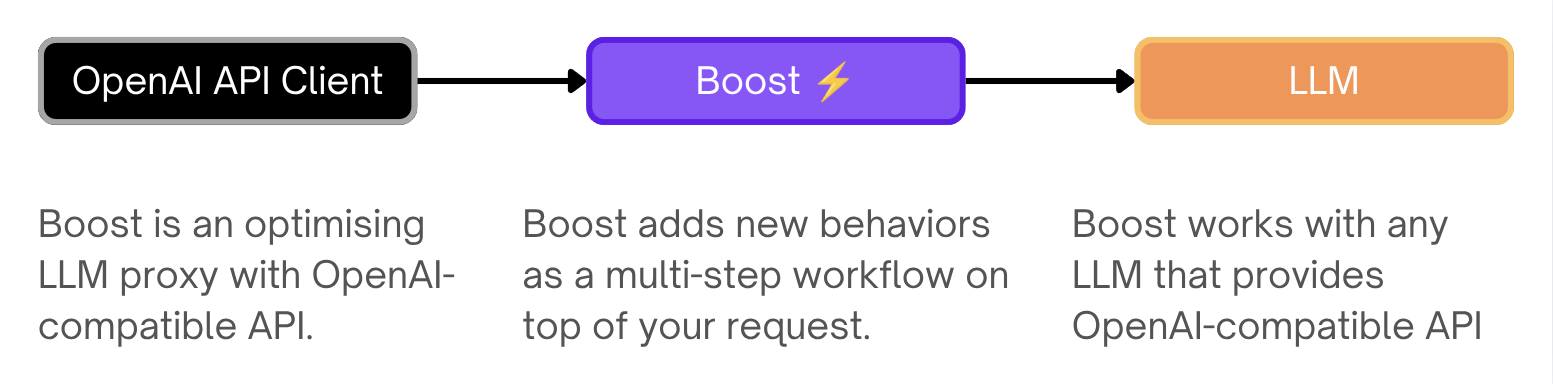 OpenAI API Client
Boost ⚡
LLM
Boost is an optimising
LLM proxy with OpenAI-
compatible API.
Boost adds new behaviors
as a multi-step workflow on
top of your request.
Boost works with any
LLM that provides
OpenAI-compatible API